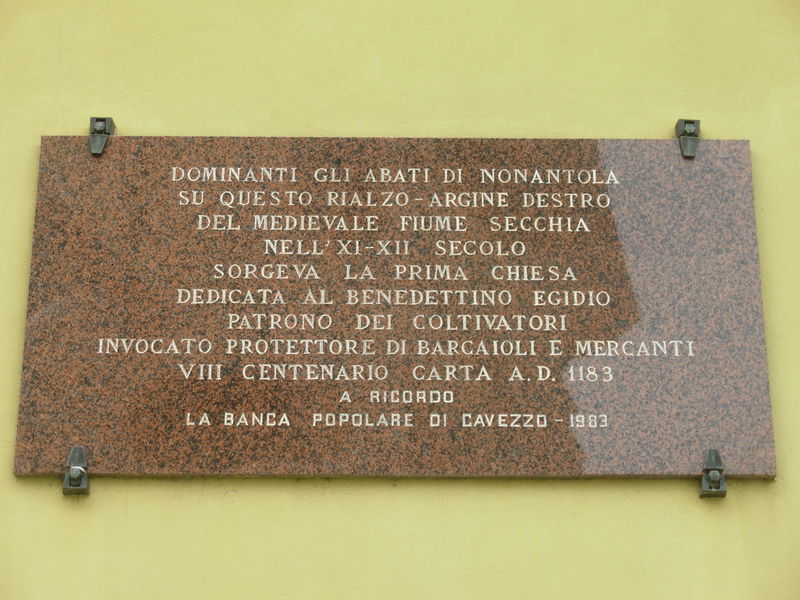 DOMINANTI GLI ABATI DI NONANTOLA
SU QUESTO RIALZO-ARGINE DESTRO
DEL MEDIEVALE FIUME SECCHIA
NELL'XI-XII SECOLO
SORGEVA LA PRIMA CHIESA
DEDICATA AL BENEDETTINO EGIDIO
PATRONO DEI COLTIVATORI
INVOCATO PROTETTORE DI BARCAIOLI E MERCANTI
VIII CENTENARIO CARTA A.D. 1183
A RICORDO
LA BANCA POPOLARE DI CAVEZZO-1983